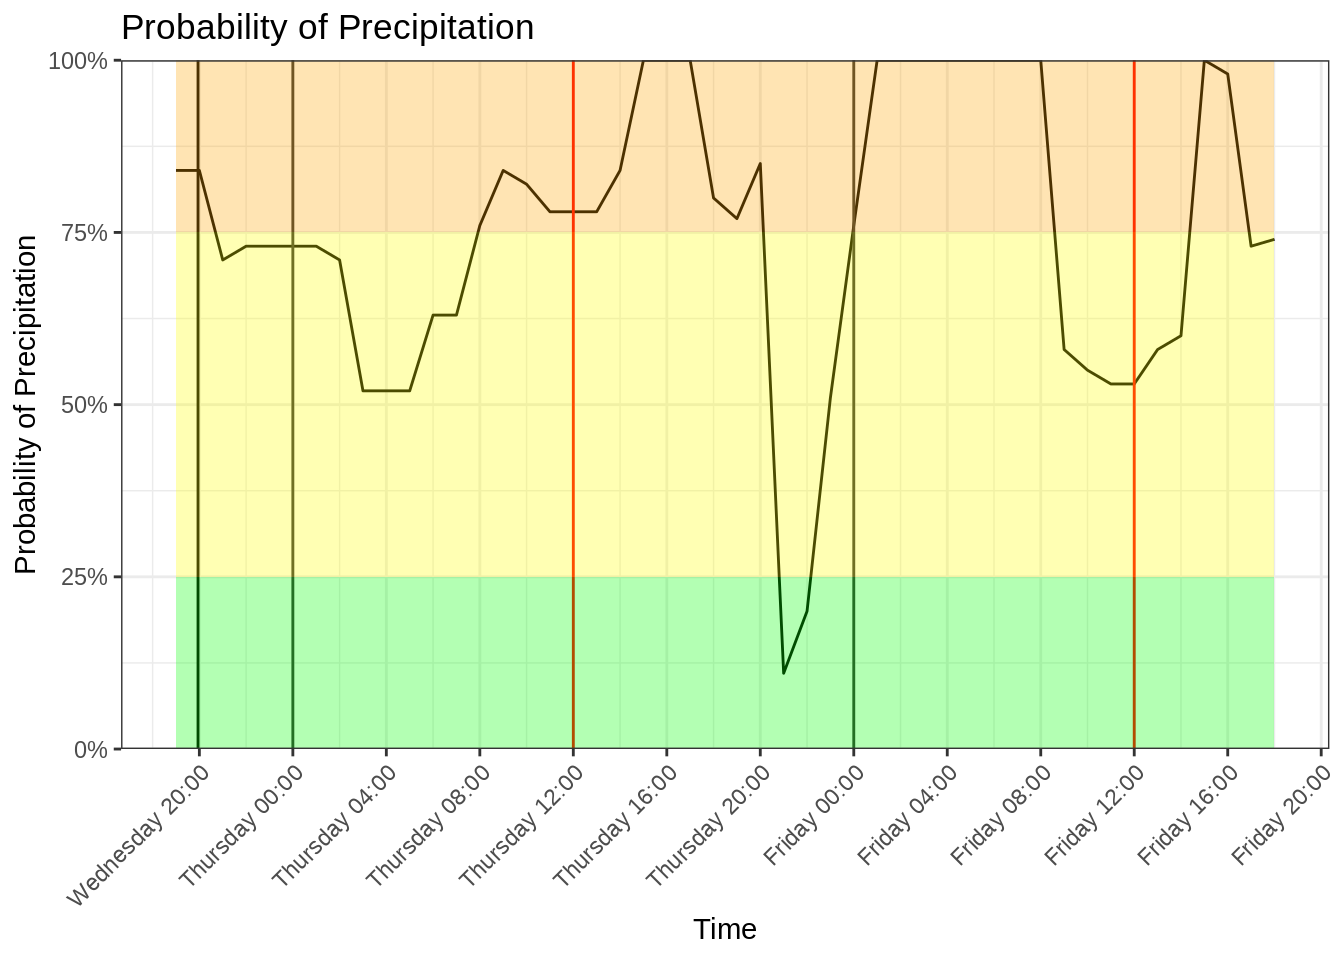 Probability of Precipitation
100%
75%
50%
25%
0%
Probability of Precipitation
Wednesday 20:00
Thursday 00:00
Thursday 04:00
Thursday 08:00
Thursday 12:00
Thursday 16:00
Thursday 20:00
Friday 00:00
Friday 04:00
Friday 08:00
Friday 12:00
Friday 16:00
Friday 20:00
Time